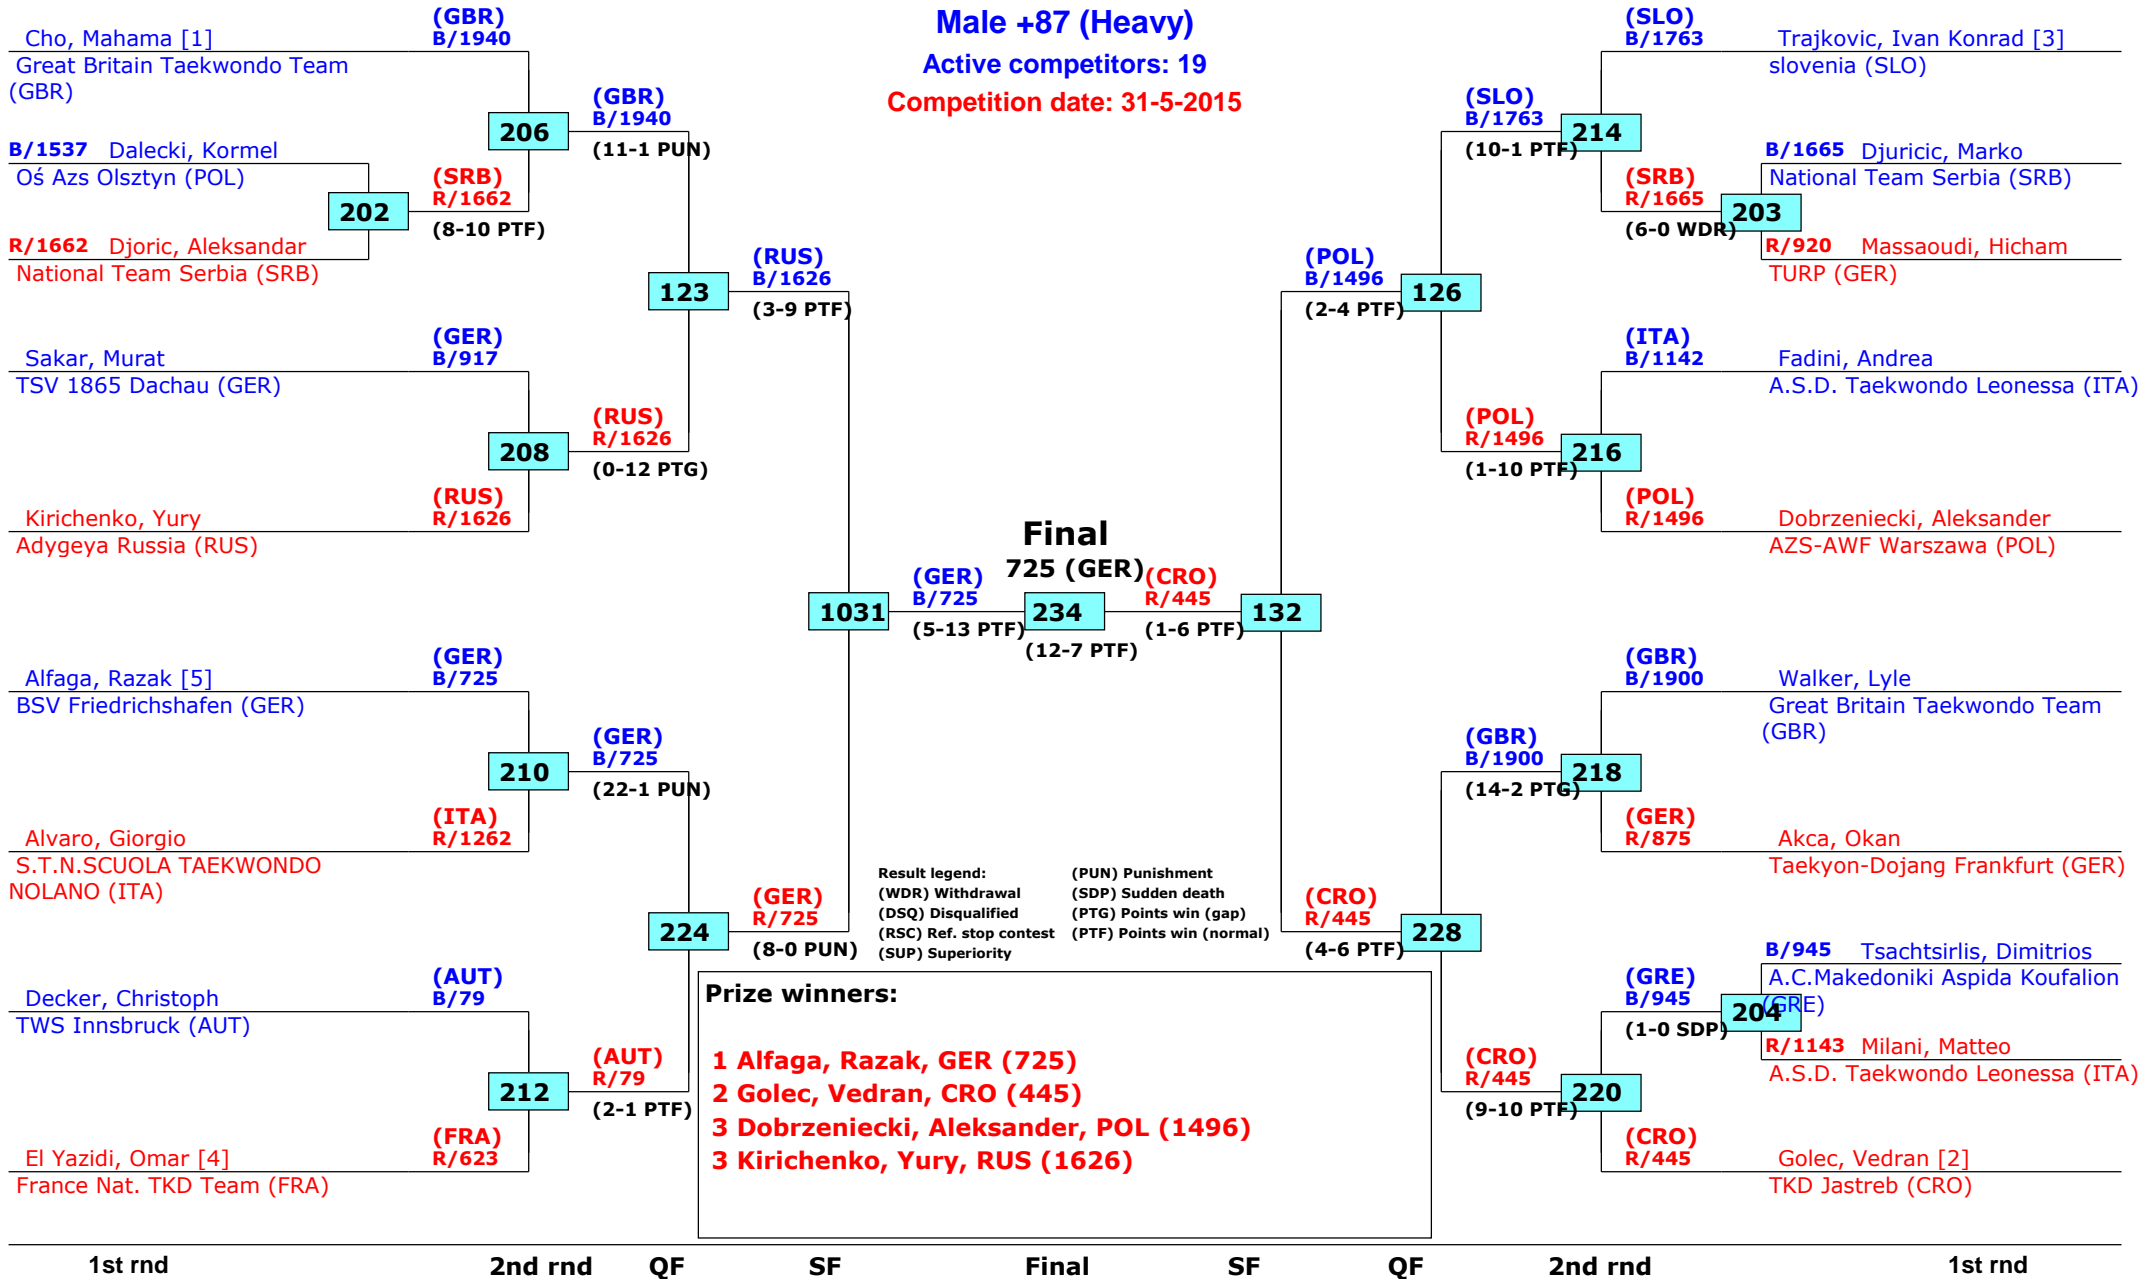 Male +87 (Heavy)
Active competitors: 19
Competition date: 31-5-2015
(GBR)
B/1940
Cho, Mahama [1]
Great Britain Taekwondo Team
(GBR)
206
(GBR)
B/1940
(11-1 PUN)
B/1537 Dalecki, Kormel
Oś Azs Olsztyn (POL)
202
(SRB)
R/1662
(8-10 PTF)
R/1662 Djoric, Aleksandar
National Team Serbia (SRB)
123
(RUS)
B/1626
(3-9 PTF)
(GER)
B/917
Sakar, Murat
TSV 1865 Dachau (GER)
208
(RUS)
R/1626
(0-12 PTG)
(RUS)
R/1626
Kirichenko, Yury
Adygeya Russia (RUS)
1031
(GER)
B/725
(5-13 PTF)
(GER)
B/725
Alfaga, Razak [5]
BSV Friedrichshafen (GER)
210
(GER)
B/725
(22-1 PUN)
(ITA)
R/1262
Alvaro, Giorgio
S.T.N.SCUOLA TAEKWONDO
NOLANO (ITA)
224
(GER)
R/725
(8-0 PUN)
(AUT)
B/79
Decker, Christoph
TWS Innsbruck (AUT)
212
(AUT)
R/79
(2-1 PTF)
(FRA)
R/623
El Yazidi, Omar [4]
France Nat. TKD Team (FRA)
Final
725 (GER)
234
(12-7 PTF)
(CRO)
R/445
(1-6 PTF)
132
(SLO)
B/1763
Trajkovic, Ivan Konrad [3]
slovenia (SLO)
(SLO)
B/1763
(10-1 PTF)
214
B/1665 Djuricic, Marko
National Team Serbia (SRB)
(SRB)
R/1665
(6-0 WDR)
203
R/920 Massaoudi, Hicham
TURP (GER)
(POL)
B/1496
(2-4 PTF)
126
(ITA)
B/1142
Fadini, Andrea
A.S.D. Taekwondo Leonessa (ITA)
(POL)
R/1496
(1-10 PTF)
216
(POL)
R/1496
Dobrzeniecki, Aleksander
AZS-AWF Warszawa (POL)
(GBR)
B/1900
Walker, Lyle
Great Britain Taekwondo Team
(GBR)
(GBR)
B/1900
(14-2 PTG)
218
(GER)
R/875
Akca, Okan
Taekyon-Dojang Frankfurt (GER)
(CRO)
R/445
(4-6 PTF)
228
B/945 Tsachtsirlis, Dimitrios
A.C.Makedoniki Aspida Koufalion
(GRE)
(GRE)
B/945
(1-0 SDP)
204
R/1143 Milani, Matteo
A.S.D. Taekwondo Leonessa (ITA)
(CRO)
R/445
(9-10 PTF)
220
(CRO)
R/445
Golec, Vedran [2]
TKD Jastreb (CRO)
Result legend:
(WDR) Withdrawal
(DSQ) Disqualified
(RSC) Ref. stop contest
(SUP) Superiority
(PUN) Punishment
(SDP) Sudden death
(PTG) Points win (gap)
(PTF) Points win (normal)
Prize winners:
1 Alfaga, Razak, GER (725)
2 Golec, Vedran, CRO (445)
3 Dobrzeniecki, Aleksander, POL (1496)
3 Kirichenko, Yury, RUS (1626)
1st rnd 2nd rnd QF SF Final SF QF 2nd rnd 1st rnd